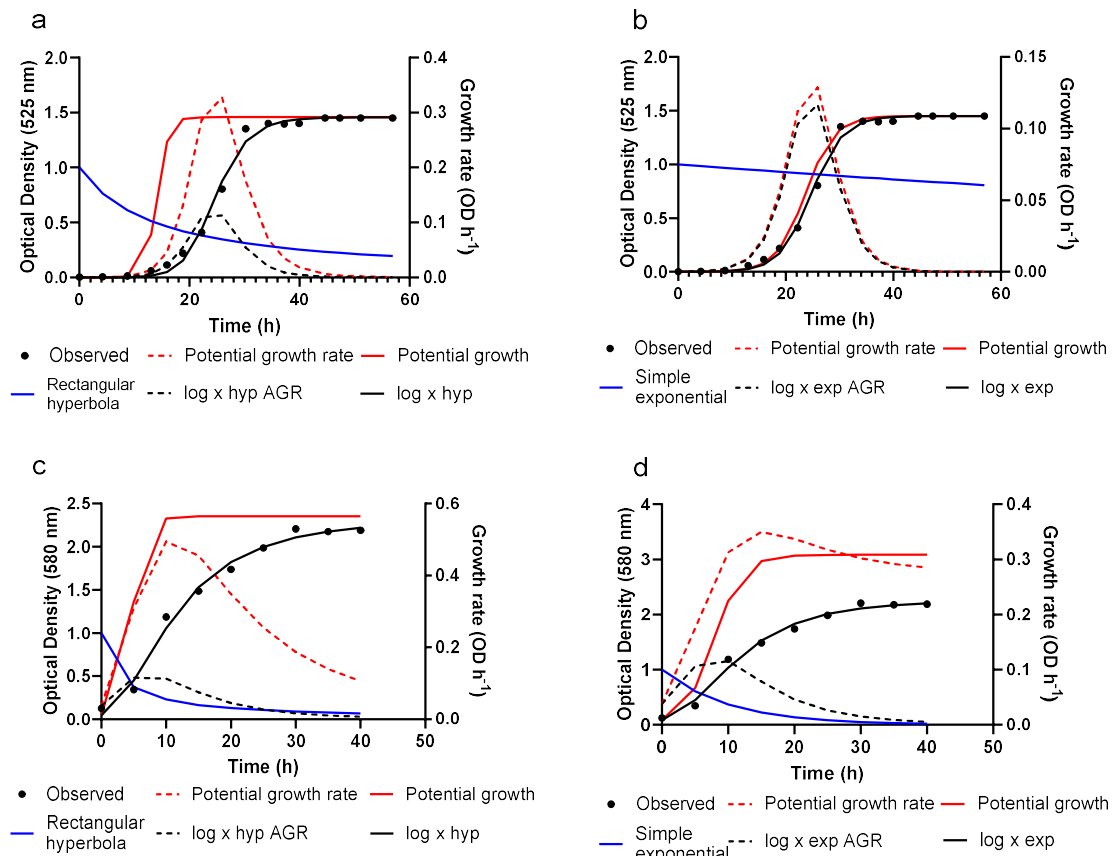 a
2.0
1.5
1.0
0.5
0.0
Optical Density (525 nm)
0.4
0.3
0.2
0.1
0.0
Growth rate (OD h-1)
0
20
40
60
Time (h)
Observed
Potential growth rate
Potential growth
Rectangular
hyperbola
log x hyp AGR
log x hyp
b
2.0
1.5
1.0
0.5
0.0
Optical Density (525 nm)
0.15
0.10
0.05
0.00
Growth rate (OD h-1)
0
20
40
60
Time (h)
Observed
Potential growth rate
Potential growth
Simple
exponential
log x exp AGR
log x exp
c
2.5
2.0
1.5
1.0
0.5
0.0
Optical Density (580 nm)
0.6
0.4
0.2
0.0
Growth rate (OD h-1)
0
10
20
30
40
50
Time (h)
Observed
Potential growth rate
Potential growth
Rectangular
hyperbola
log x hyp AGR
log x hyp
d
4
3
2
1
0
Optical Density (580 nm)
0.4
0.3
0.2
0.1
0.0
Growth rate (OD h-1)
0
10
20
30
40
50
Time (h)
Observed
Potential growth rate
Potential growth
Simple
exponential
log x exp AGR
log x exp